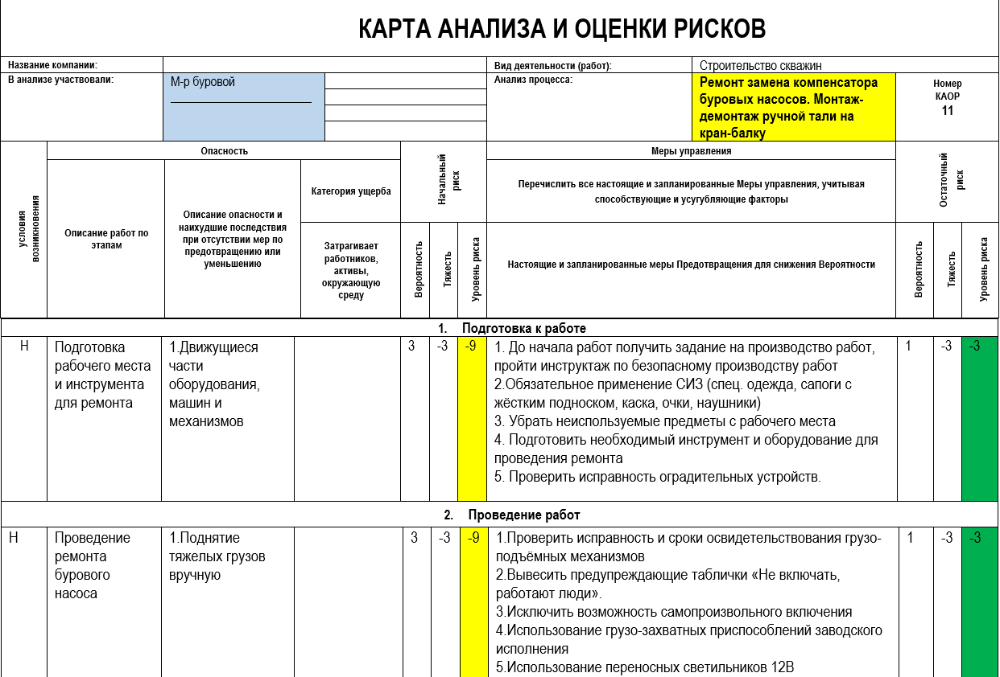 КАРТА АНАЛИЗА И ОЦЕНКИ РИСКОВ
Название компании:
Вид деятельности (работ):
Строительство скважин
В анализе участвовали:
М-р буровой
Анализ процесса:
Ремонт замена компенсатора
буровых насосов. Монтаж-
демонтаж ручной тали на
кран-балку
Номер
КАОР
11
условия
возникновения
Опасность
Начальный
риск
Меры управления
Остаточный
риск
Описание работ по
этапам
Описание опасности и
наихудшие последствия
при отсутствии мер по
предотвращению или
уменьшению
Категория ущерба
Затрагивает
работников,
активы,
окружающую
среду
Вероятность
Тяжесть
Уровень риска
Перечислить все настоящие и запланированные Меры управления, учитывая
способствующие и усугубляющие факторы
Настоящие и запланированные меры Предотвращения для снижения Вероятности
Вероятность
Тяжесть
Уровень риска
1. Подготовка к работе
Н
Подготовка
рабочего места
и инструмента
для ремонта
1.Движущиеся
части
оборудования,
машин и
механизмов
3
-3
-9
1. До начала работ получить задание на производство работ,
пройти инструктаж по безопасному производству работ
2.Обязательное применение СИЗ (спец. одежда, сапоги с
жёстким подноском, каска, очки, наушники)
3. Убрать неиспользуемые предметы с рабочего места
4. Подготовить необходимый инструмент и оборудование для
проведения ремонта
5. Проверить исправность оградительных устройств.
1
-3
-3
2. Проведение работ
Н
Проведение
ремонта
бурового
насоса
1.Поднятие
тяжелых грузов
вручную
3
-3
-9
1.Проверить исправность и сроки освидетельствования грузо-
подъёмных механизмов
2.Вывесить предупреждающие таблички «Не включать,
работают люди».
3.Исключить возможность самопроизвольного включения
4.Использование грузо-захватных приспособлений заводского
исполнения
5.Использование переносных светильников 12В
1
-3
-3